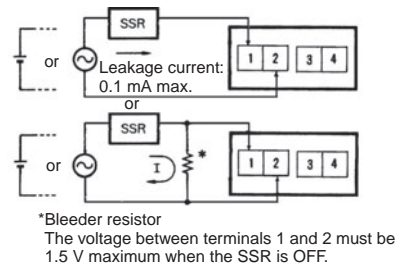 SSR
or
Leakage current:
0.1 mA max.
1 2 3 4
or
SSR
or
I
*
1 2 3 4
*Bleeder resistor
The voltage between terminals 1 and 2 must be
1.5 V maximum when the SSR is OFF.